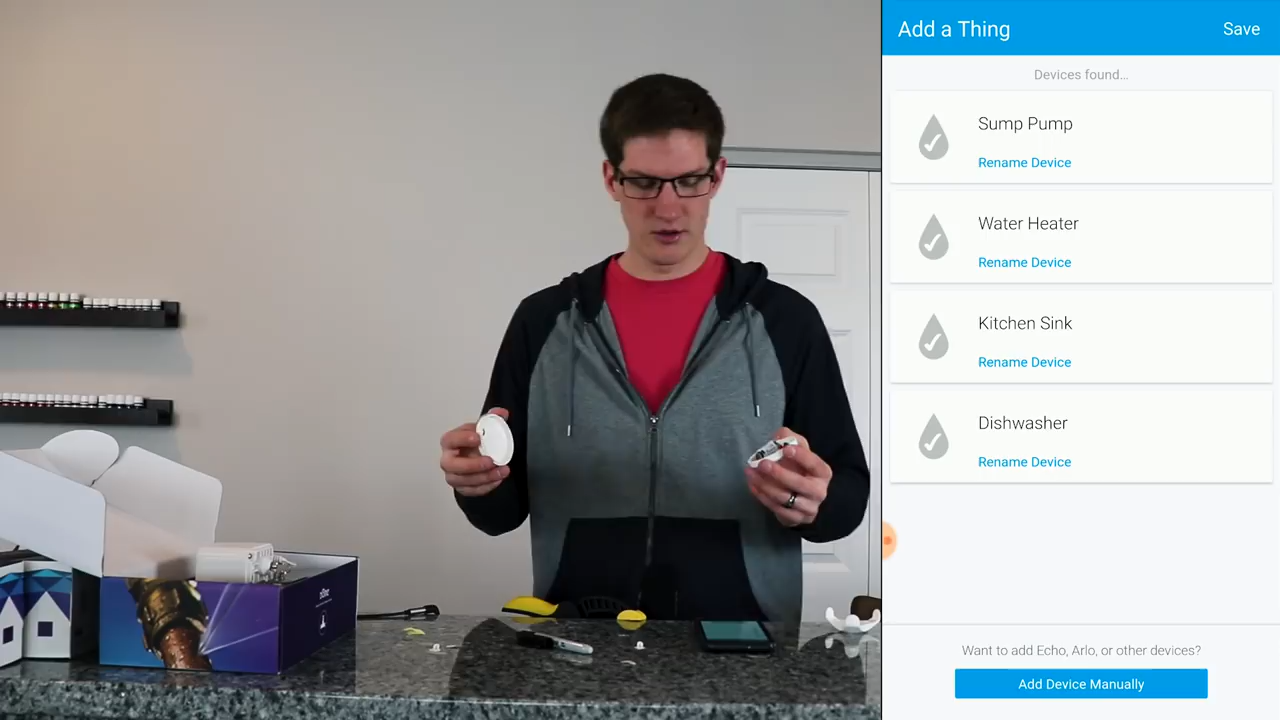 Add a Thing
Save
Devices found...
Sump Pump
Rename Device
Water Heater
Rename Device
Kitchen Sink
Rename Device
Dishwasher
Rename Device
Want to add Echo, Arlo, or other devices?
Add Device Manually